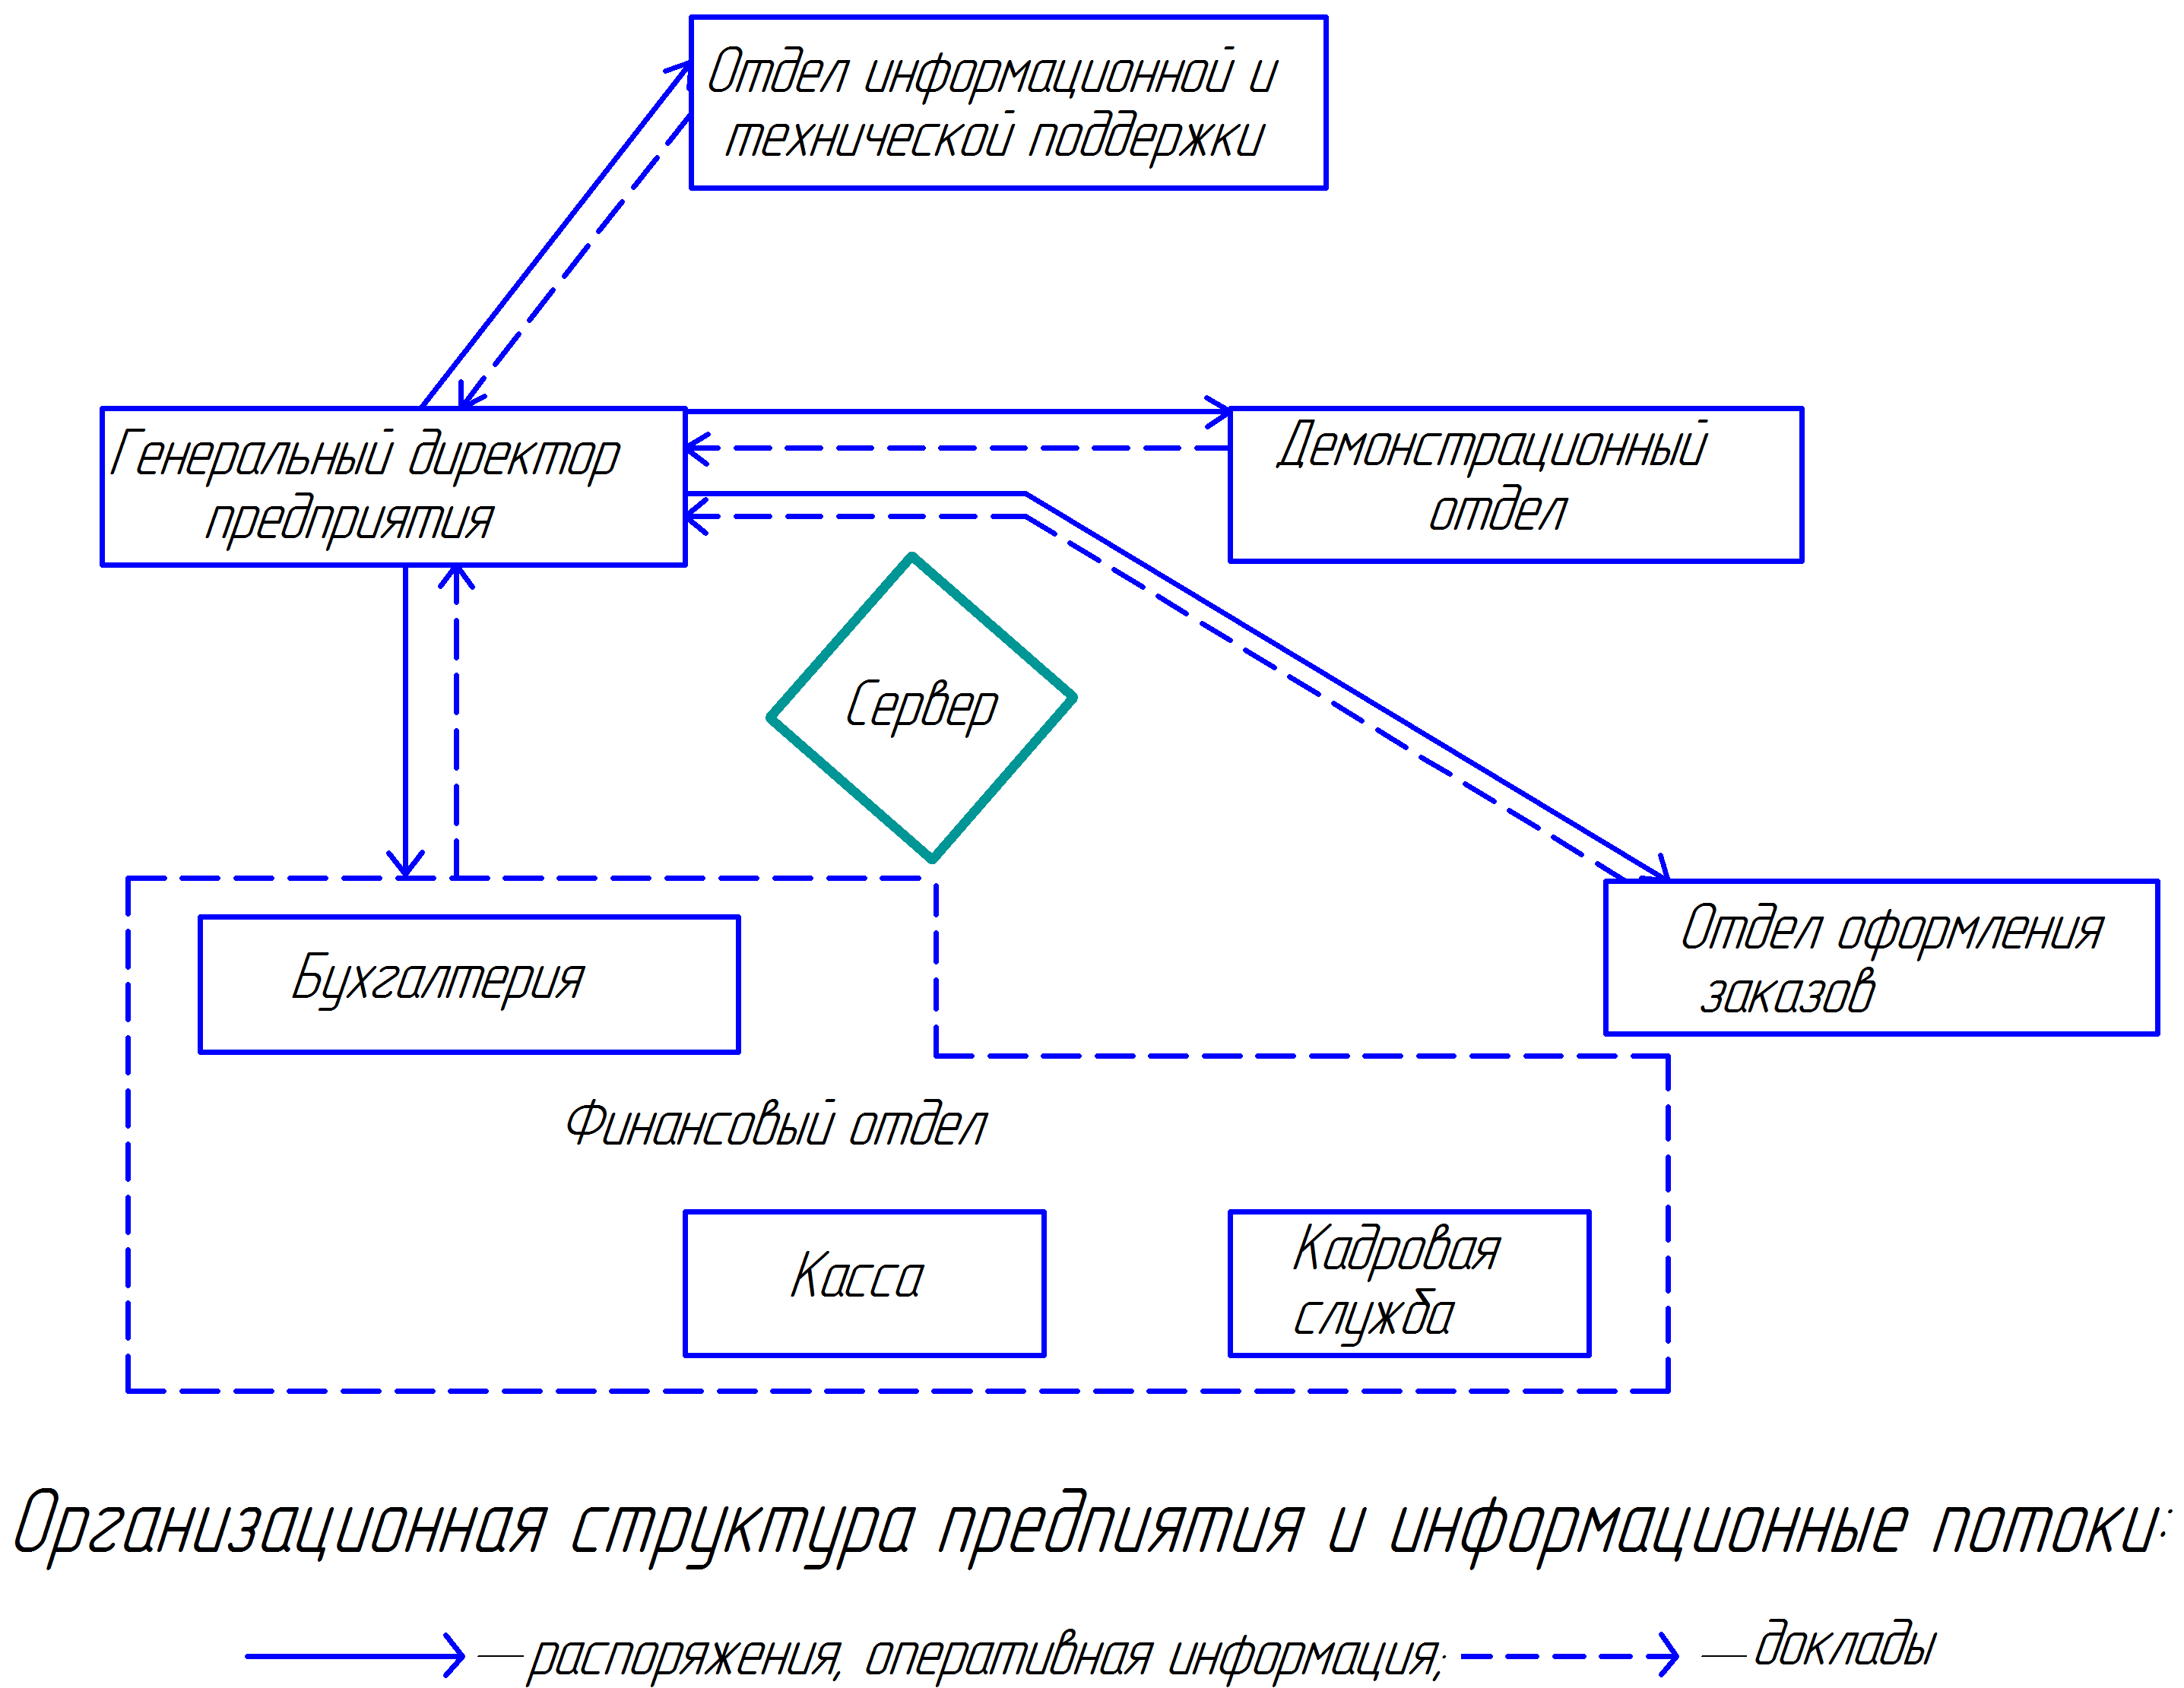 Отдел информационной и
технической поддержки
Генеральный директор
предприятия
Демонстрационный
отдел
Сервер
Отдел оформления
заказов
Бухгалтерия
Финансовый отдел
Касса
Кадровая
служба
Организационная структура предпиятия и информационные потоки:
— распоряжения, оперативная информация;
— доклады